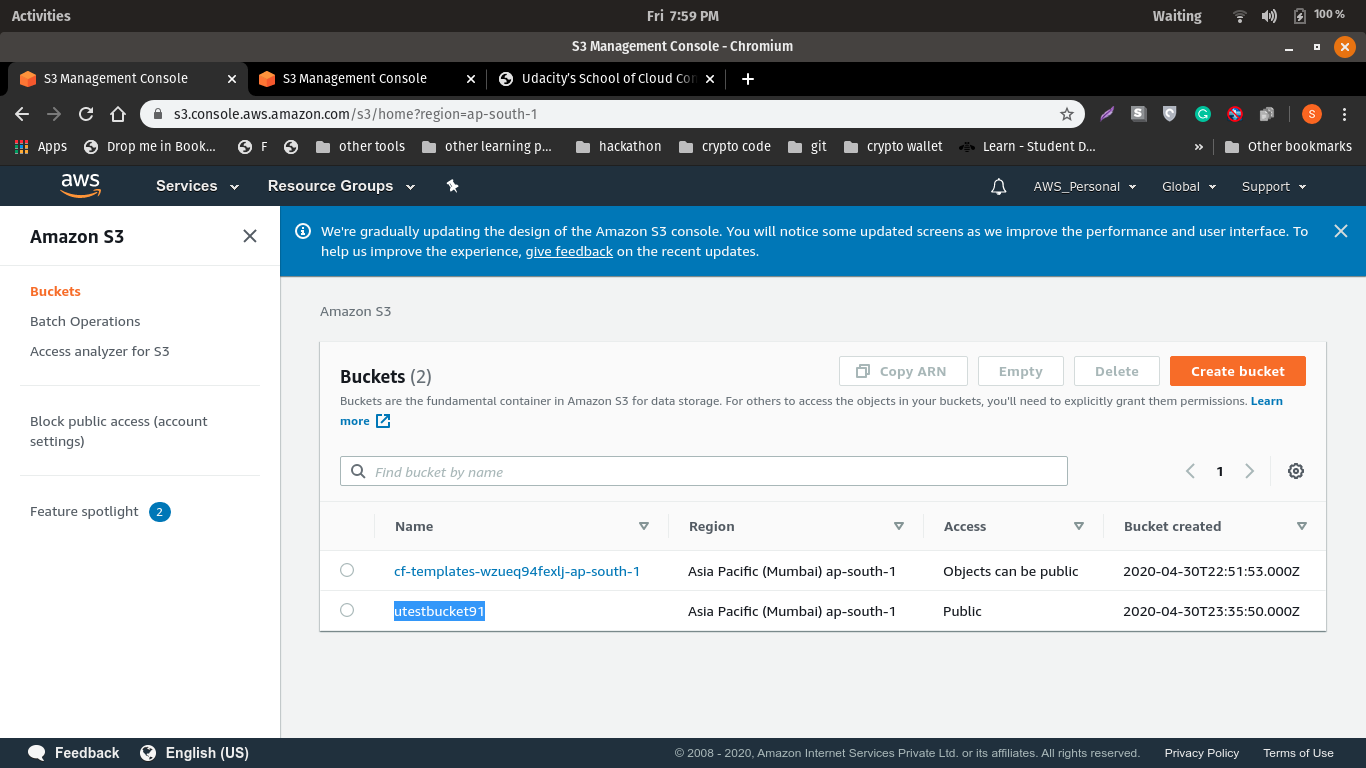 Activities
Fri 7:59 PM
Waiting
100 %
S3 Management Console - Chromium
S3 Management Console
S3 Management Console
Udacity's School of Cloud Con
s3.console.aws.amazon.com/s3/home?region=ap-south-1
S
Apps
Drop me in Book...
F
other tools
other learning p...
hackathon
crypto code
git
crypto wallet
Learn - Student D...
»
Other bookmarks
aws
Services
Resource Groups
AWS_Personal
Global
Support
Amazon S3
Buckets
Batch Operations
Access analyzer for S3
Block public access (account
settings)
Feature spotlight 2
We're gradually updating the design of the Amazon S3 console. You will notice some updated screens as we improve the performance and user interface. To
help us improve the experience, give feedback on the recent updates.
Amazon S3
Buckets (2)
Copy ARN
Empty
Delete
Create bucket
Buckets are the fundamental container in Amazon S3 for data storage. For others to access the objects in your buckets, you'll need to explicitly grant them permissions. Learn
more
Find bucket by name
1
Name
Region
Access
Bucket created
cf-templates-wzueq94fexlj-ap-south-1
Asia Pacific (Mumbai) ap-south-1
Objects can be public
2020-04-30T22:51:53.000Z
utestbucket91
Asia Pacific (Mumbai) ap-south-1
Public
2020-04-30T23:35:50.000Z
Feedback
English (US)
© 2008 - 2020, Amazon Internet Services Private Ltd. or its affiliates. All rights reserved.
Privacy Policy
Terms of Use